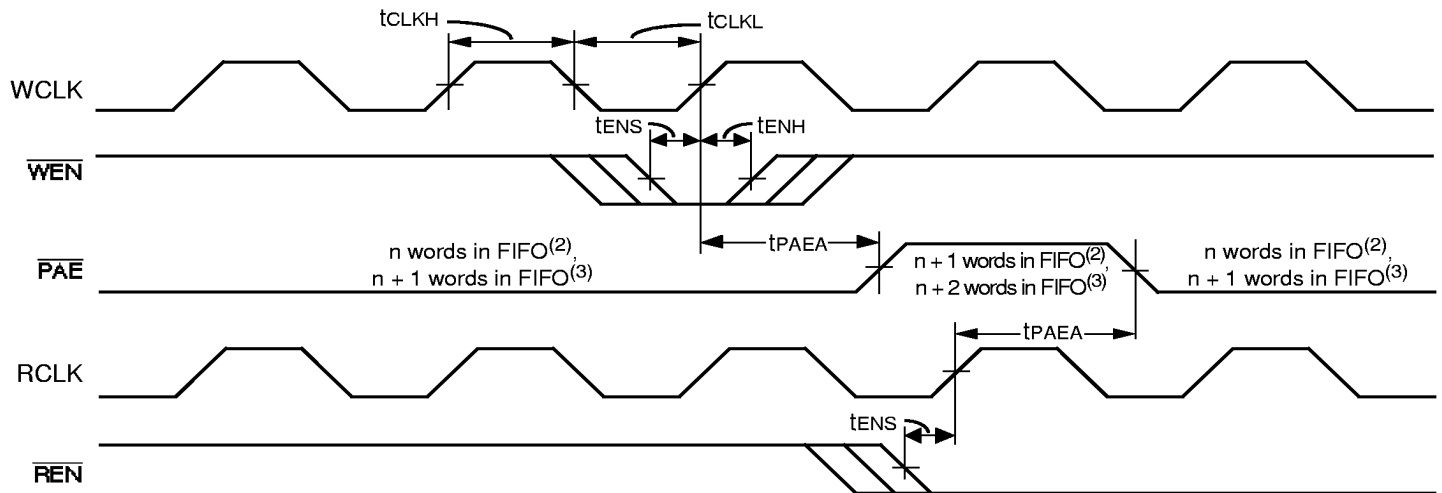 tCLKH
tCLKL
WCLK
tENS
tENH
WEN
tPAEA
PAE
n words in FIFO(2),
n + 1 words in FIFO(3)
n + 1 words in FIFO(2),
n + 2 words in FIFO(3)
n words in FIFO(2),
n + 1 words in FIFO(3)
tPAEA
RCLK
tENS
REN